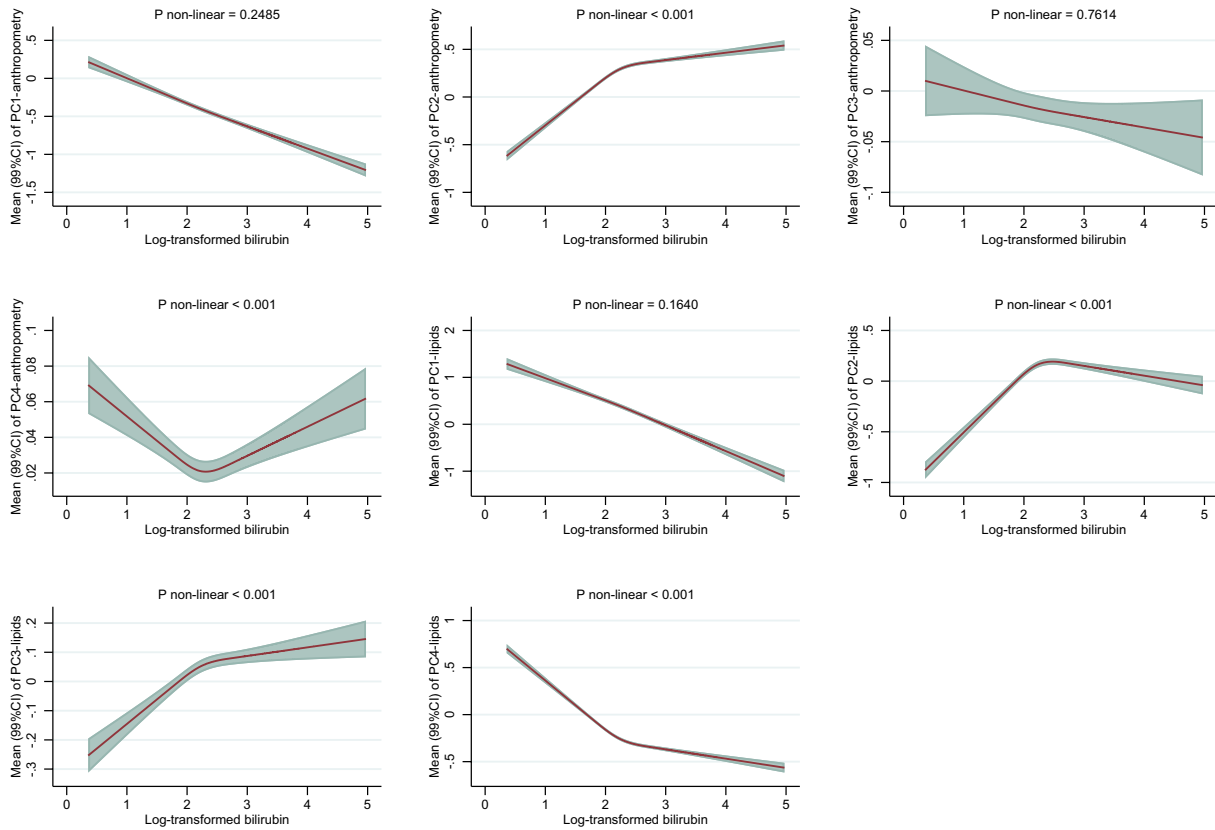 P non-linear = 0.2485
Mean (99%CI) of PC1-anthropometry
.5
0
-.5
-1
-1.5
0 1 2 3 4 5
Log-transformed bilirubin
P non-linear < 0.001
Mean (99%CI) of PC2-anthropometry
.5
0
-.5
-1
0 1 2 3 4 5
Log-transformed bilirubin
P non-linear = 0.7614
Mean (99%CI) of PC3-anthropometry
.05
0
-.05
-.1
0 1 2 3 4 5
Log-transformed bilirubin
P non-linear < 0.001
Mean (99%CI) of PC4-anthropometry
.1
.08
.06
.04
.02
0 1 2 3 4 5
Log-transformed bilirubin
P non-linear = 0.1640
Mean (99%CI) of PC1-lipids
2
1
0
-1
0 1 2 3 4 5
Log-transformed bilirubin
P non-linear < 0.001
Mean (99%CI) of PC2-lipids
.5
0
-.5
-1
0 1 2 3 4 5
Log-transformed bilirubin
P non-linear < 0.001
Mean (99%CI) of PC3-lipids
.2
.1
0
-.1
-.2
-.3
0 1 2 3 4 5
Log-transformed bilirubin
P non-linear < 0.001
Mean (99%CI) of PC4-lipids
1
.5
0
-.5
0 1 2 3 4 5
Log-transformed bilirubin